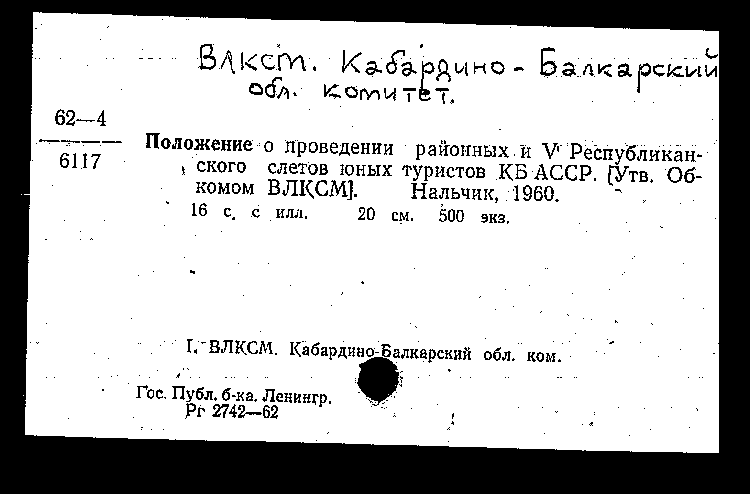 ВЛКСМ. Кабардино-Балкарский
обл. комитет.
62—4
6117
Положение о проведении районных и V Республикан-
ского слетов юных туристов КБ АССР. [Утв. Об-
комом ВЛКСМ]. Нальчик, 1960.
16 с. с илл. 20 см. 500 экз.
I. ВЛКСМ. Кабардино-Балкарский обл. ком.
Гос. Публ. б-ка. Ленингр.
Рг 2742—62